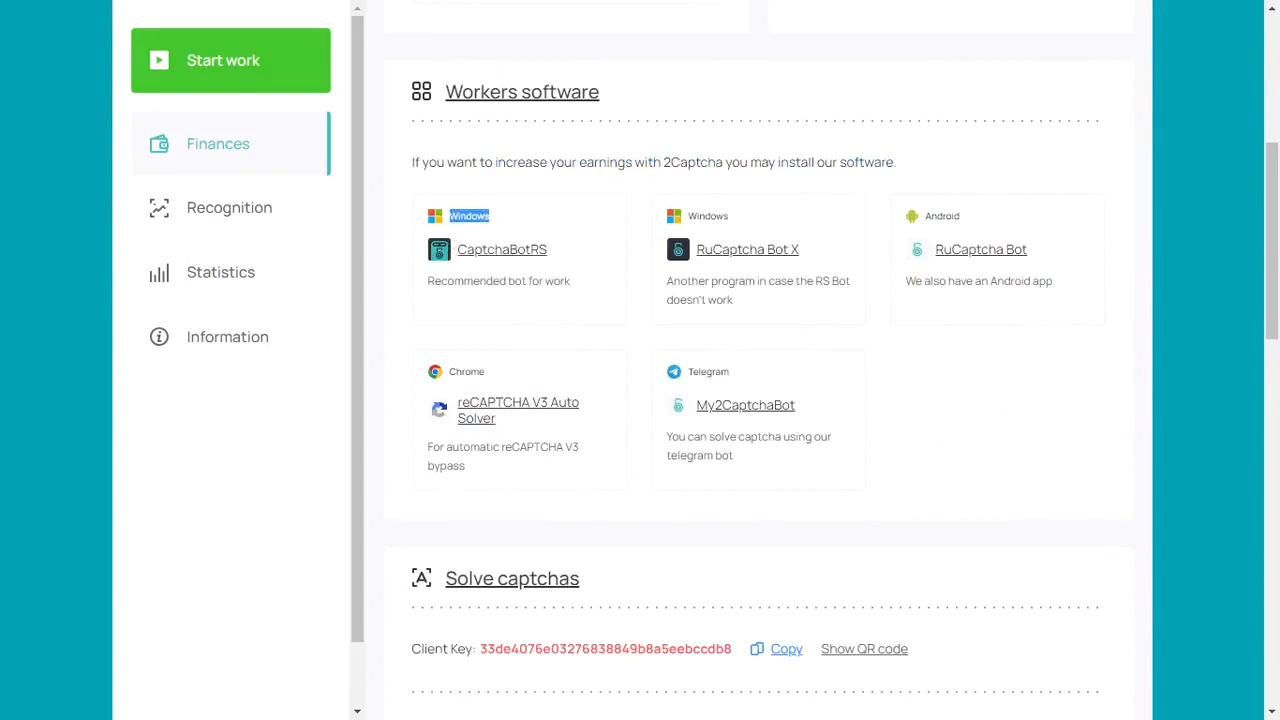 Start work
Finances
Recognition
Statistics
Information
Workers software
If you want to increase your earnings with 2Captcha you may install our software.
Windows
CaptchaBotRS
Recommended bot for work
Windows
RuCaptcha Bot X
Another program in case the RS Bot
doesn't work
Android
RuCaptcha Bot
We also have an Android app
Chrome
reCAPTCHA V3 Auto
Solver
For automatic reCAPTCHA V3
bypass
Telegram
My2CaptchaBot
You can solve captcha using our
telegram bot
Solve captchas
Client Key: 33de4076e03276838849b8a5eebccdb8 Copy Show QR code